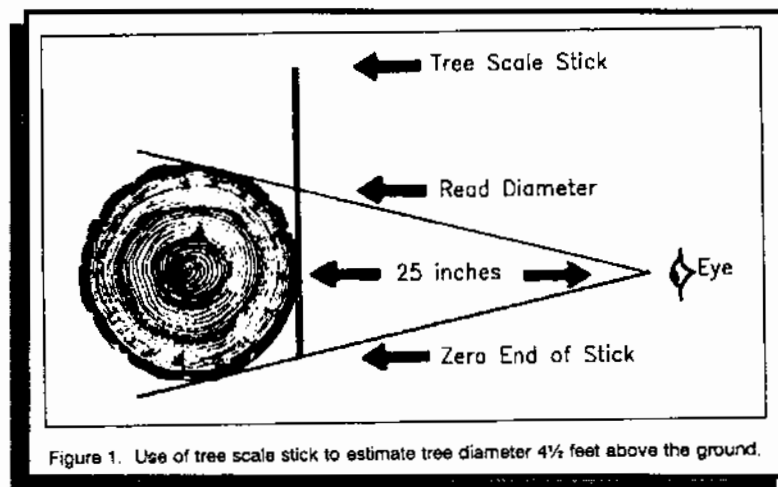 Tree Scale Stick
Read Diameter
25 inches
Eye
Zero End of Stick
Figure 1. Use of tree scale stick to estimate tree diameter 4½ feet above the ground.